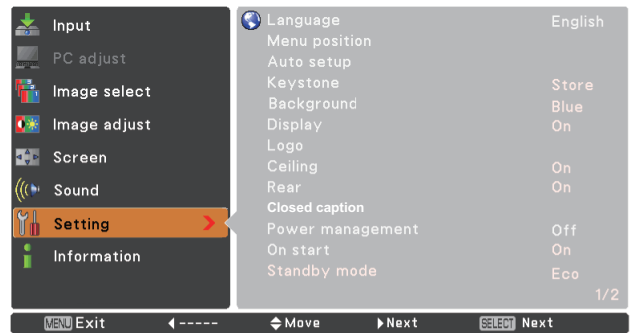 Input
PC adjust
Image select
Image adjust
Screen
Sound
Setting
Information
Language English
Menu position
Auto setup
Keystone Store
Background Blue
Display On
Logo
Ceiling On
Rear On
Closed caption
Power management Off
On start On
Standby mode Eco
1/2
MENU Exit ----- Move Next SELECT Next